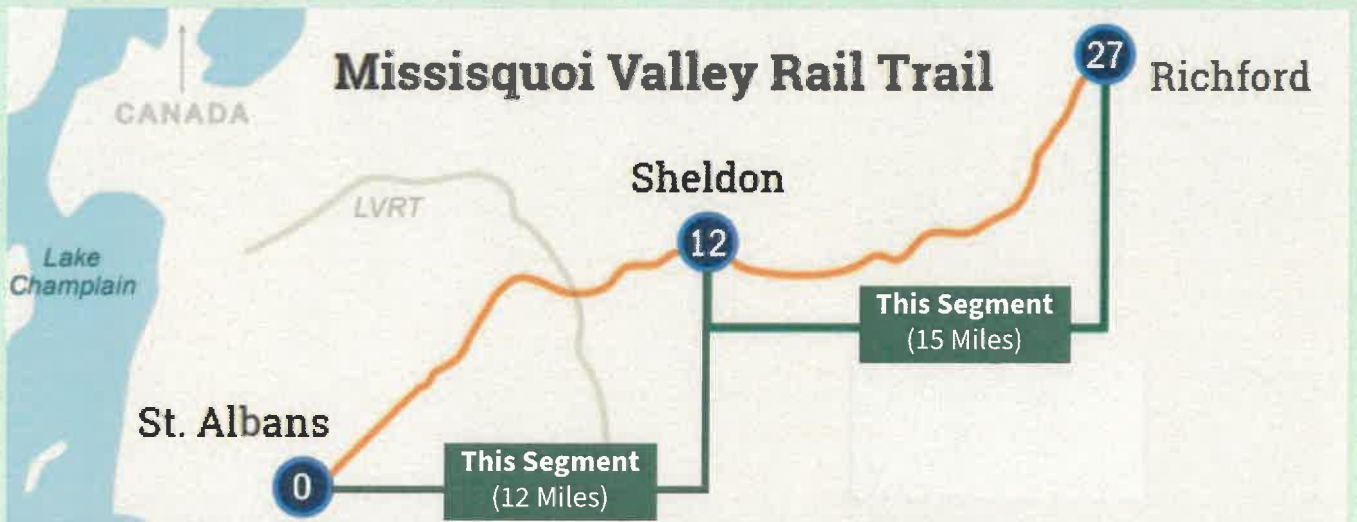 Missisquoi Valley Rail Trail
27
Richford
CANADA
Sheldon
LVRT
12
Lake
Champlain
This Segment
(15 Miles)
St. Albans
This Segment
(12 Miles)
0